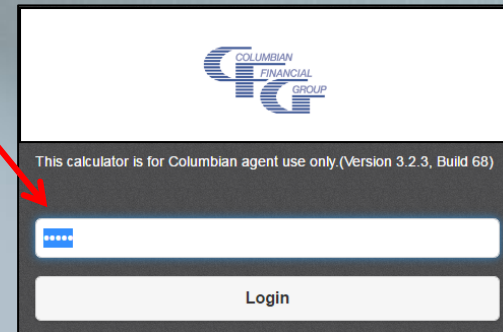 COLUMBIAN
FINANCIAL
GROUP
This calculator is for Columbian agent use only.(Version 3.2.3, Build 68)
•••••
Login